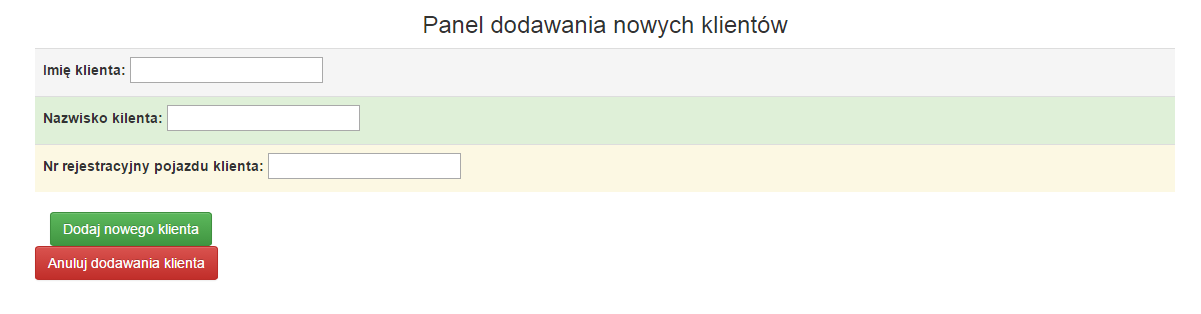 Panel dodawania nowych klientów
Imię klienta:
Nazwisko kilenta:
Nr rejestracyjny pojazdu klienta:
Dodaj nowego klienta
Anuluj dodawania klienta